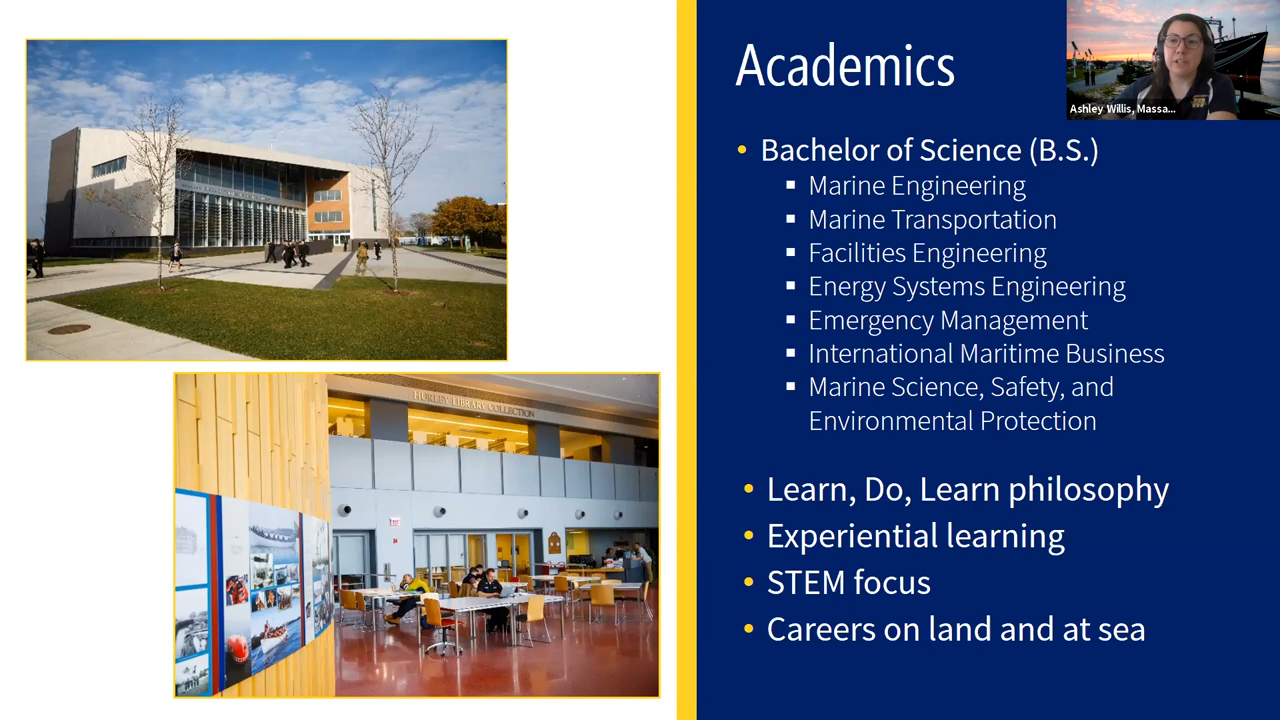 Academics
Ashley Willis, Massa...
Bachelor of Science (B.S.)
Marine Engineering
Marine Transportation
Facilities Engineering
Energy Systems Engineering
Emergency Management
International Maritime Business
Marine Science, Safety, and
Environmental Protection
Learn, Do, Learn philosophy
Experiential learning
STEM focus
Careers on land and at sea
HURLEY LIBRARY COLLECTION